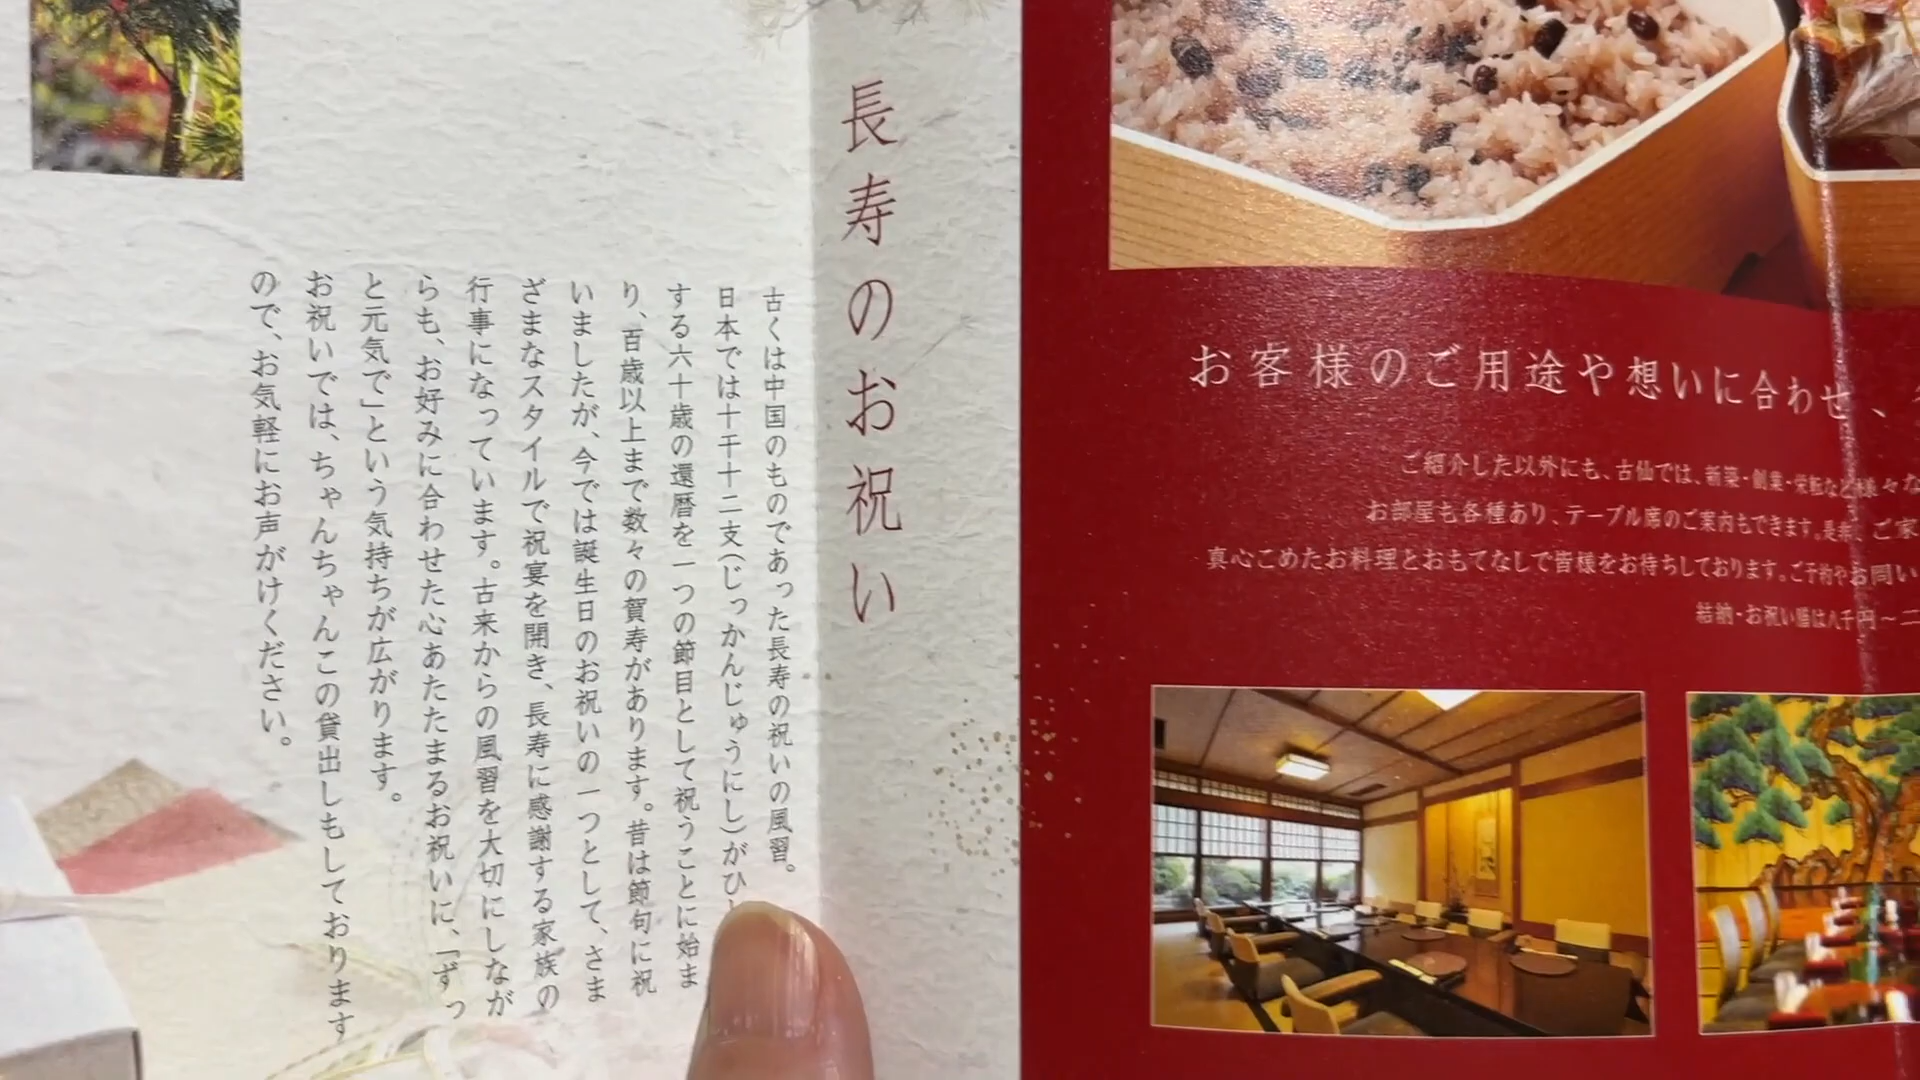 長寿のお祝い
古くは中国のものであった長寿の祝いの風習。
日本では十干十二支(じっかんじゅうにし)がひ
する六十歳の還暦を一つの節目として祝うことに始ま
り、百歳以上まで数々の賀寿があります。昔は節句に祝
いましたが、今では誕生日のお祝いの一つとして、さま
ざまなスタイルで祝宴を開き、長寿に感謝する家族の
行事になっています。古来からの風習を大切にしなが
らも、お好みに合わせた心あたたまるお祝いに、「ずっ
と元気で」という気持ちが広がります。
お祝いでは、ちゃんちゃんこの貸出しもしております
ので、お気軽にお声がけください。
お客様のご用途や想いに合わせ、
ご紹介した以外にも、古仙では、新築・創業・栄転など様々な
お部屋も各種あり、テーブル席のご案内もできます。是非、ご家
真心こめたお料理とおもてなしで皆様をお待ちしております。ご予約やお問い
結納・お祝い膳は八千円～二